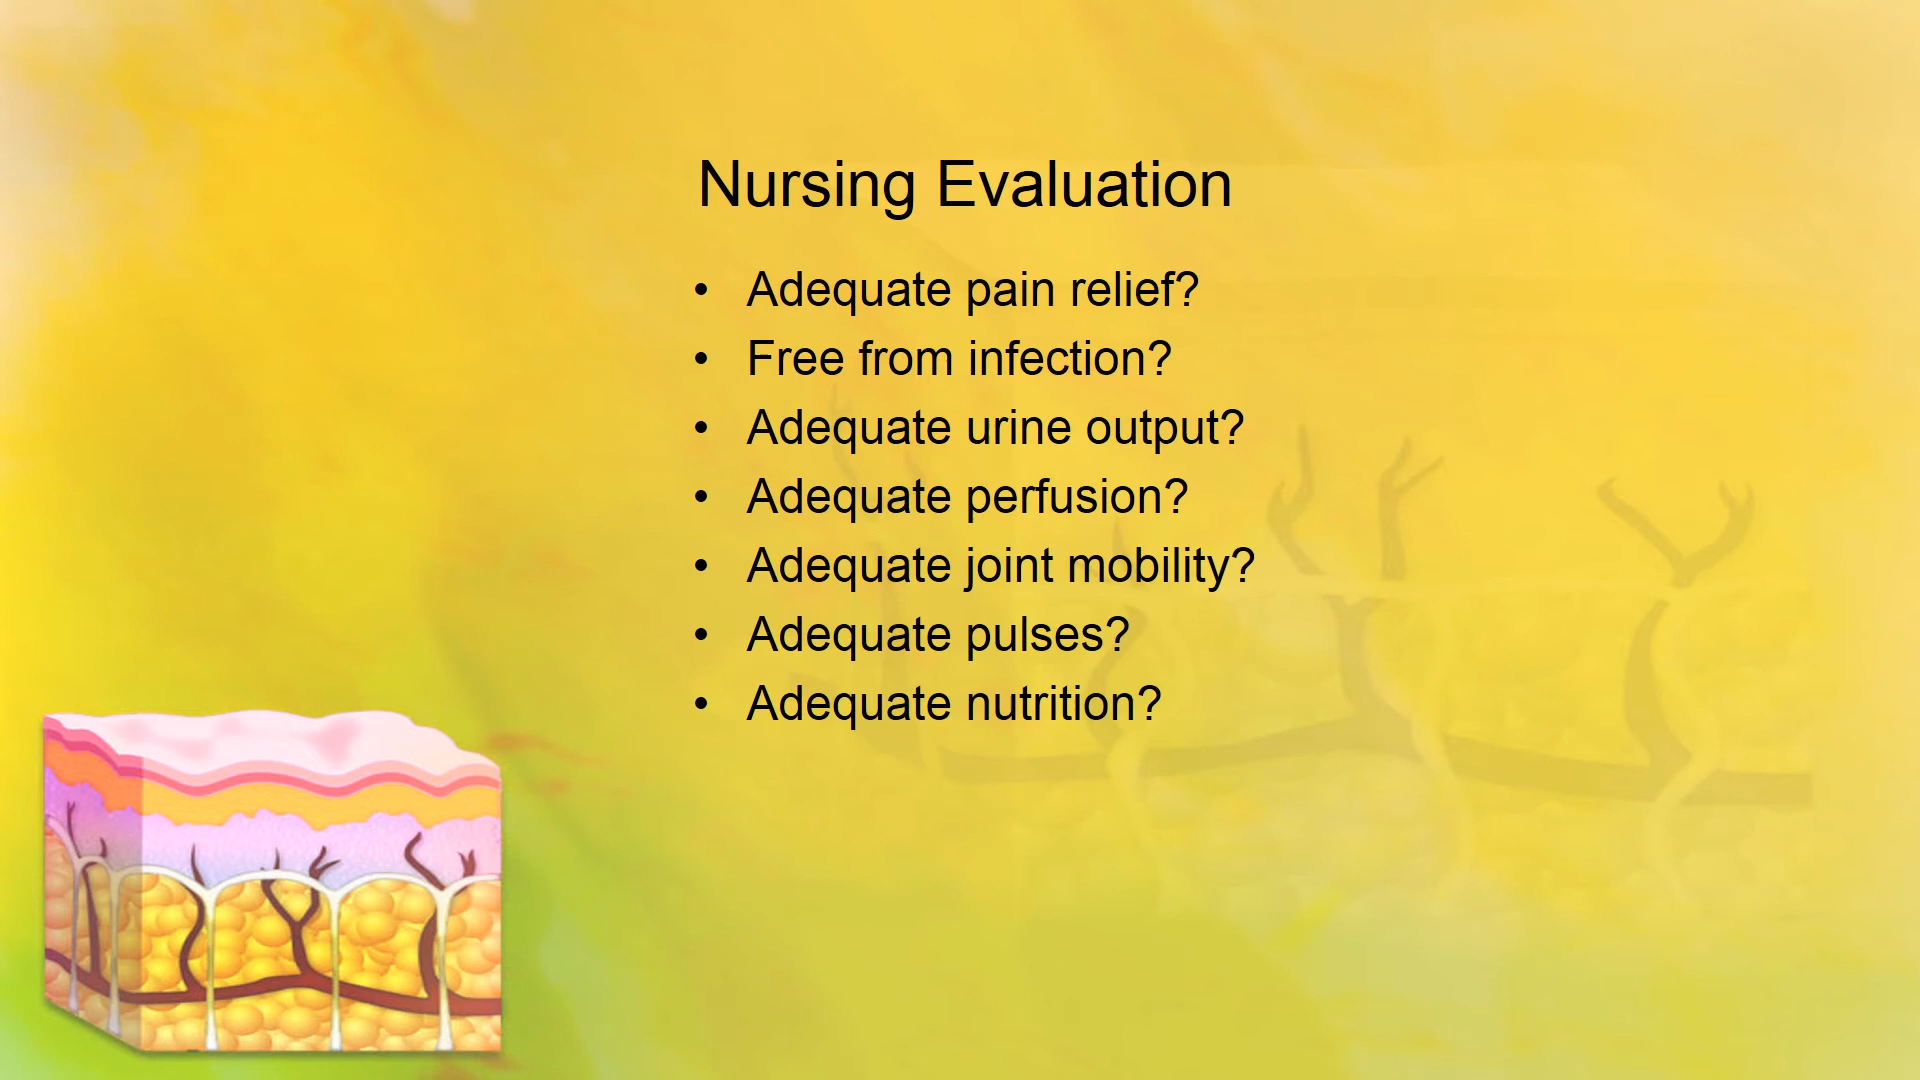 Nursing Evaluation
• Adequate pain relief?
• Free from infection?
• Adequate urine output?
• Adequate perfusion?
• Adequate joint mobility?
• Adequate pulses?
• Adequate nutrition?